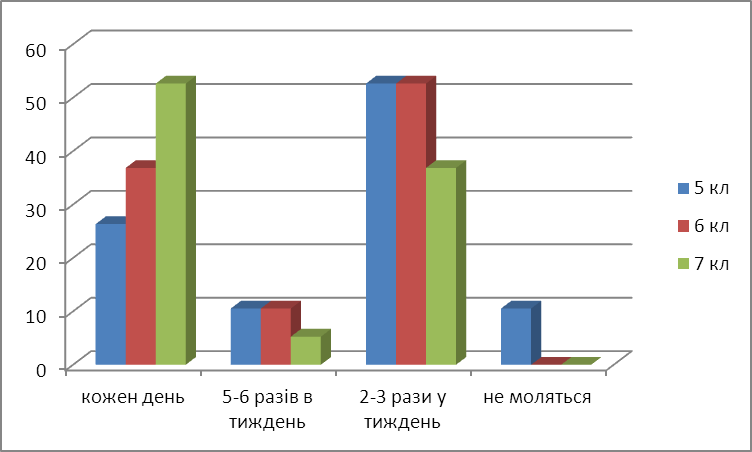 60
50
40
30
20
10
0
кожен день
5-6 разів в
тиждень
2-3 рази у
тиждень
не моляться
5 кл
6 кл
7 кл